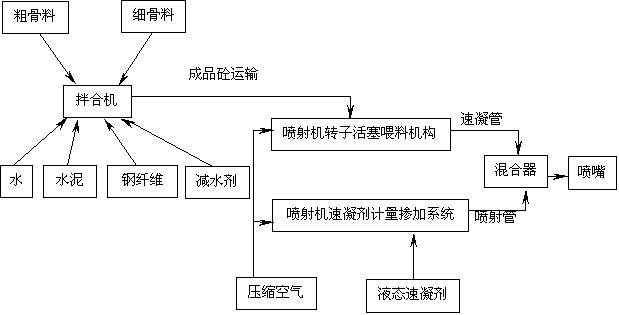 粗骨料
细骨料
成品砼运输
拌合机
喷射机转子活塞喂料机构
速凝管
混合器
喷嘴
水
水泥
钢纤维
减水剂
喷射机速凝剂计量掺加系统
喷射管
压缩空气
液态速凝剂